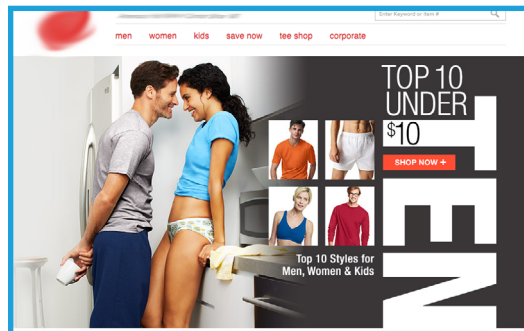 Enter Keyword or Item #
men women kids save now tee shop corporate
TOP 10
UNDER
$10
SHOP NOW +
TEN
Top 10 Styles for
Men, Women & Kids